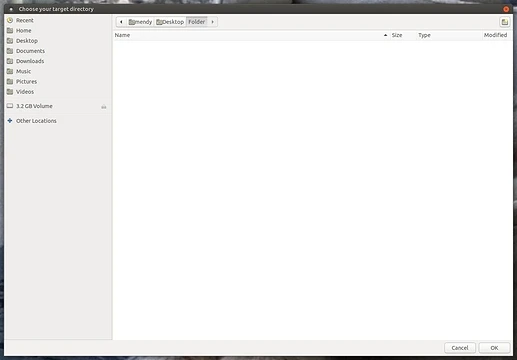 Choose your target directory
Recent
Home
Desktop
Documents
Downloads
Music
Pictures
Videos
3.2 GB Volume
Other Locations
mendy Desktop Folder
Name Size Type Modified
Cancel OK